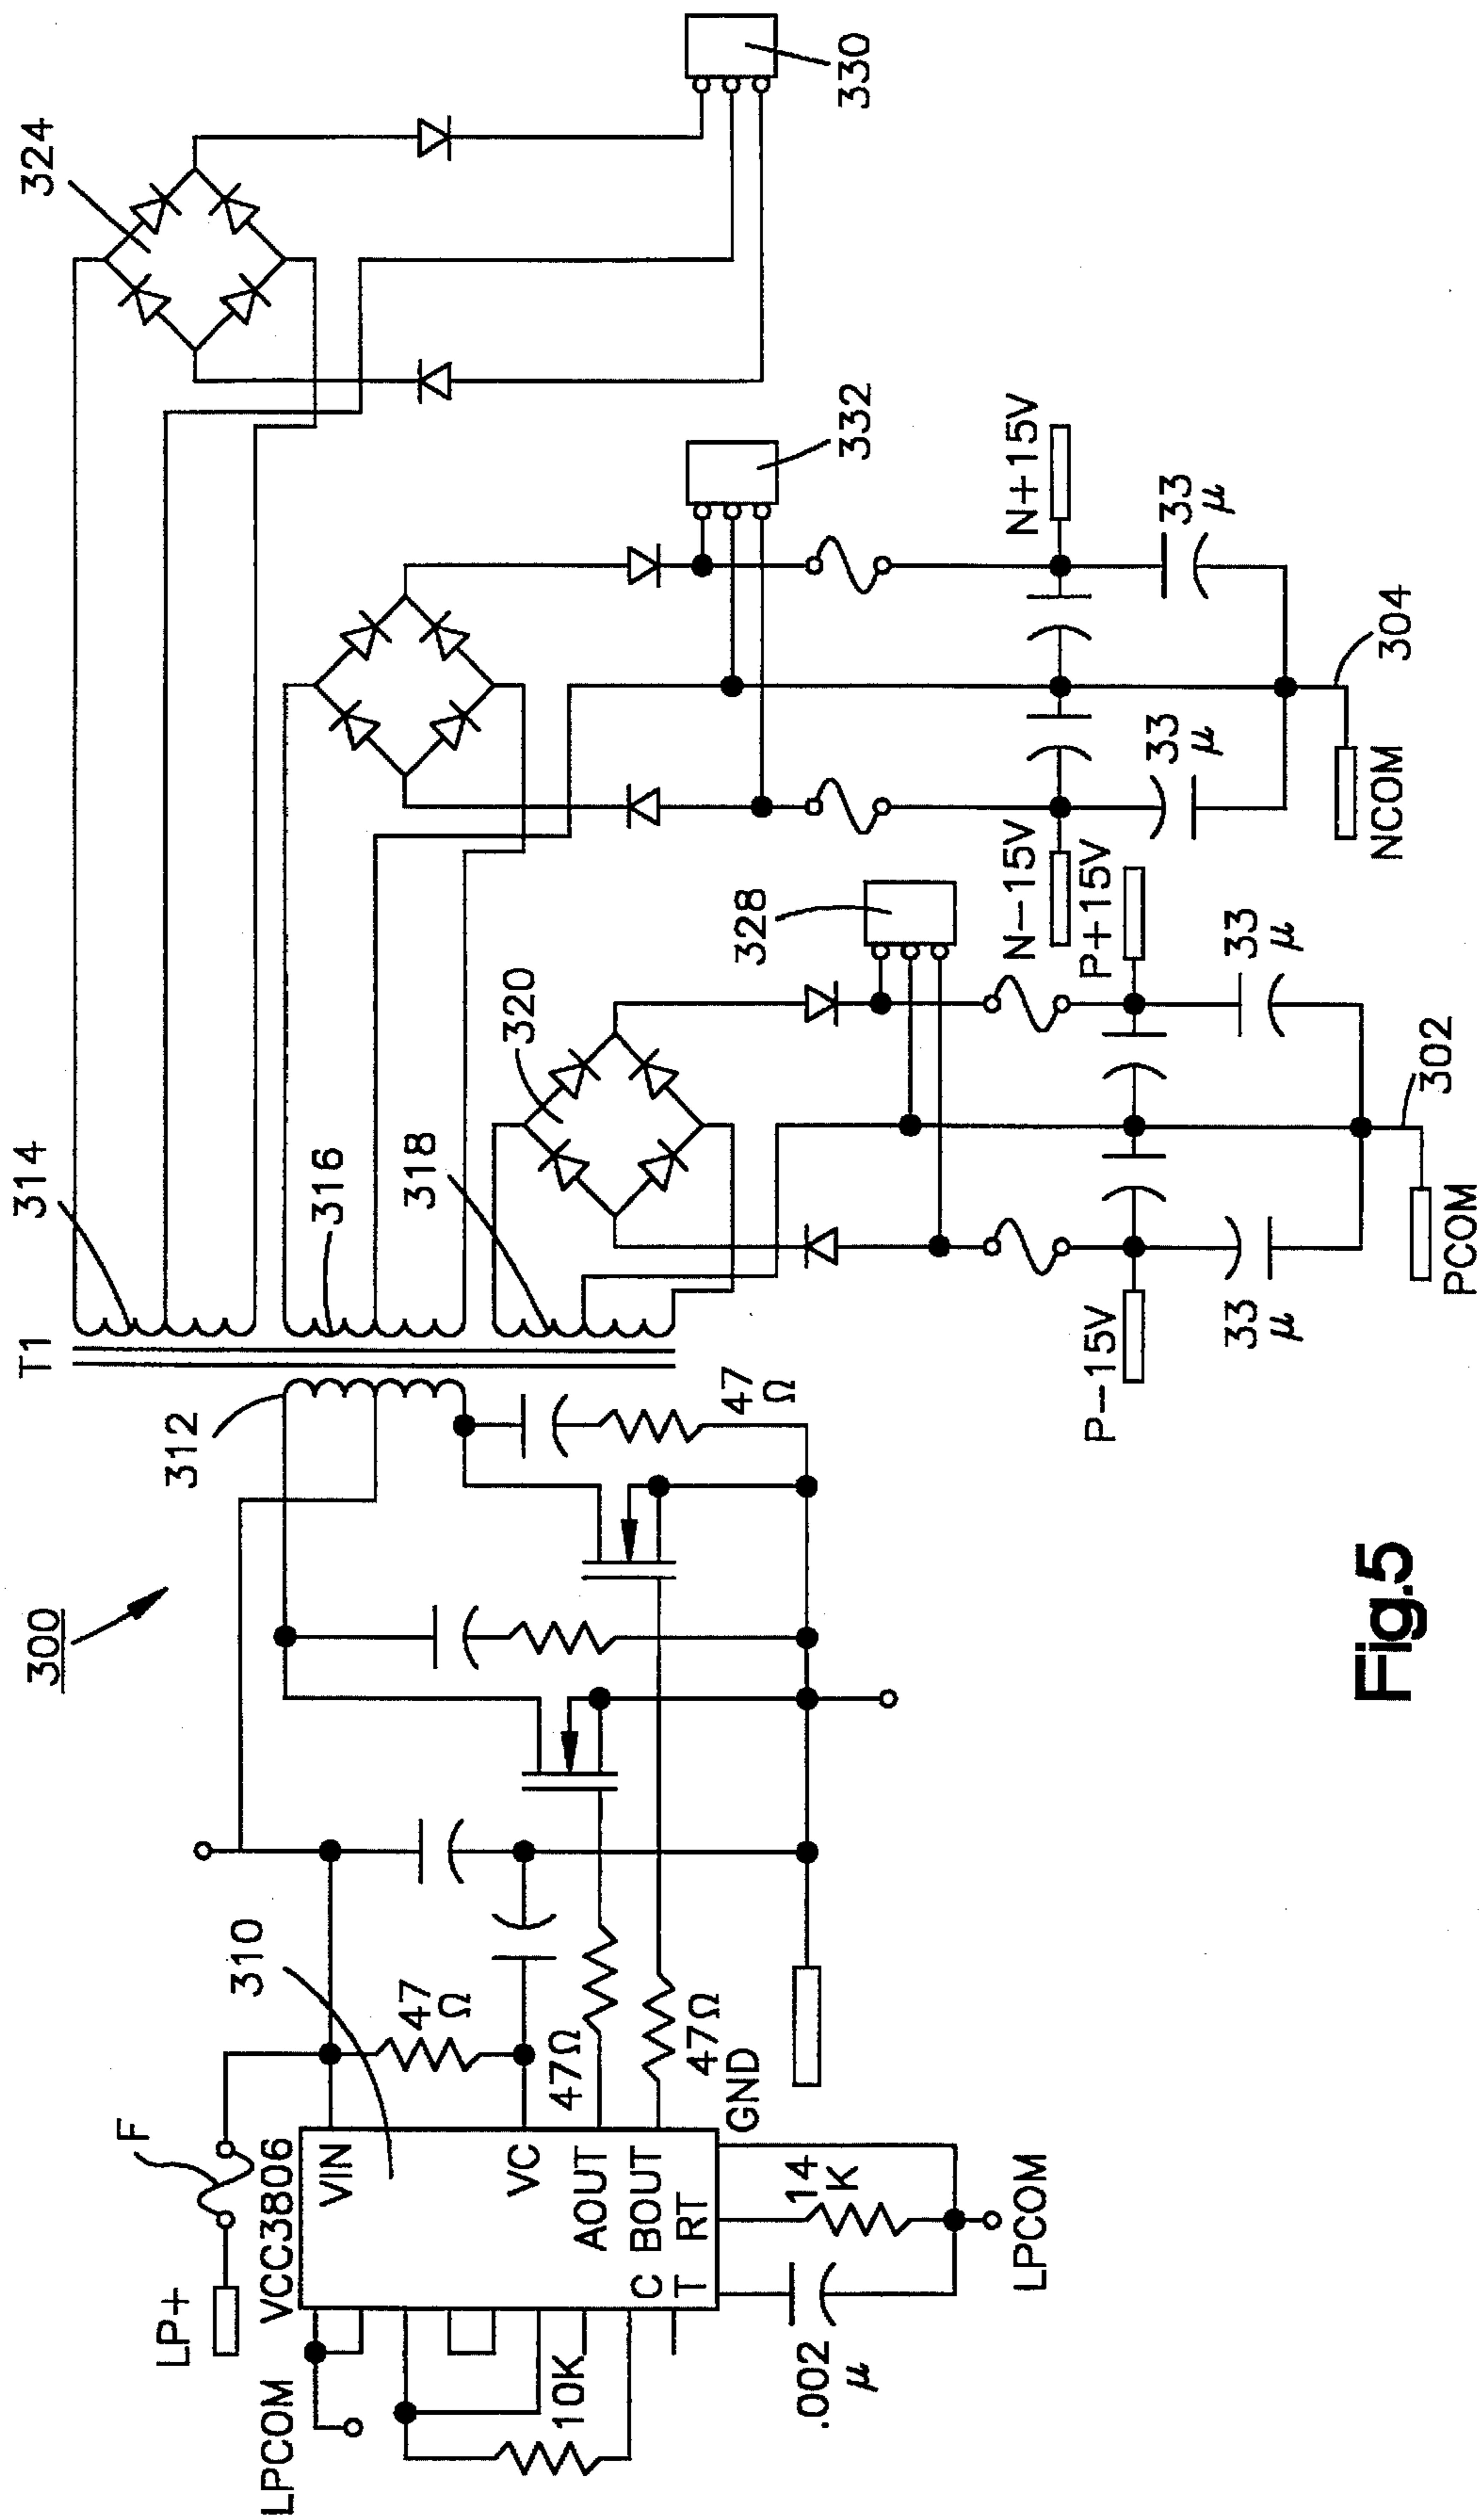 300
T1
314
324
316
312
318
320
310
F
LP+
VCC3806
VIN
VC
AOUT
BOUT
RT
C
T
LPCOM
10K
.002
μ
14
K
LPCOM
GND
47
Ω
47Ω
47Ω
47
Ω
328
330
332
N+15V
N-15V
P+15V
P-15V
33
μ
33
μ
33
μ
33
μ
304
302
NCOM
PCOM
Fig.5